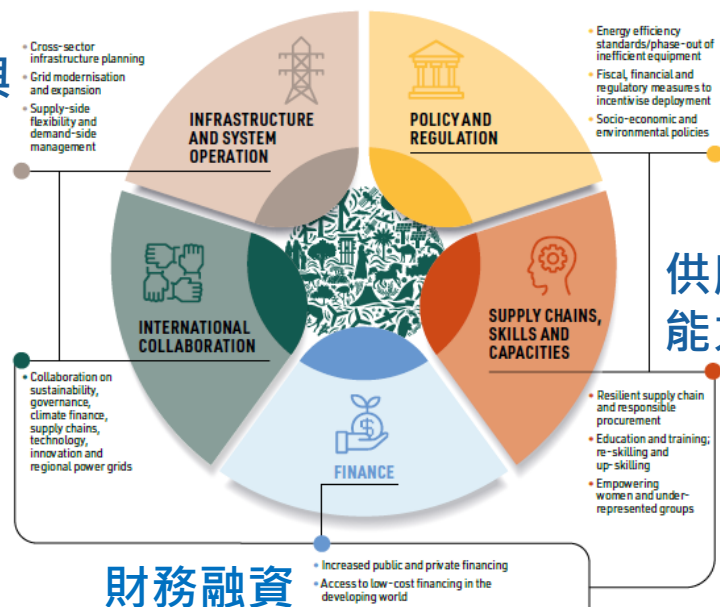 與
• Cross-sector
infrastructure planning
• Grid modernisation
and expansion
• Supply-side
flexibility and
demand-side
management
INFRASTRUCTURE
AND SYSTEM
OPERATION
POLICY AND
REGULATION
• Energy efficiency
standards/phase-out of
inefficient equipment
• Fiscal, financial and
regulatory measures to
incentivise deployment
• Socio-economic and
environmental policies
INTERNATIONAL
COLLABORATION
SUPPLY CHAINS,
SKILLS AND
CAPACITIES
供
能
• Collaboration on
sustainability,
governance,
climate finance,
supply chains,
technology,
innovation and
regional power grids
• Resilient supply chain
and responsible
procurement
• Education and training;
re-skilling and
up-skilling
• Empowering
women and under-
represented groups
FINANCE
財務融資
• Increased public and private financing
• Access to low-cost financing in the
developing world